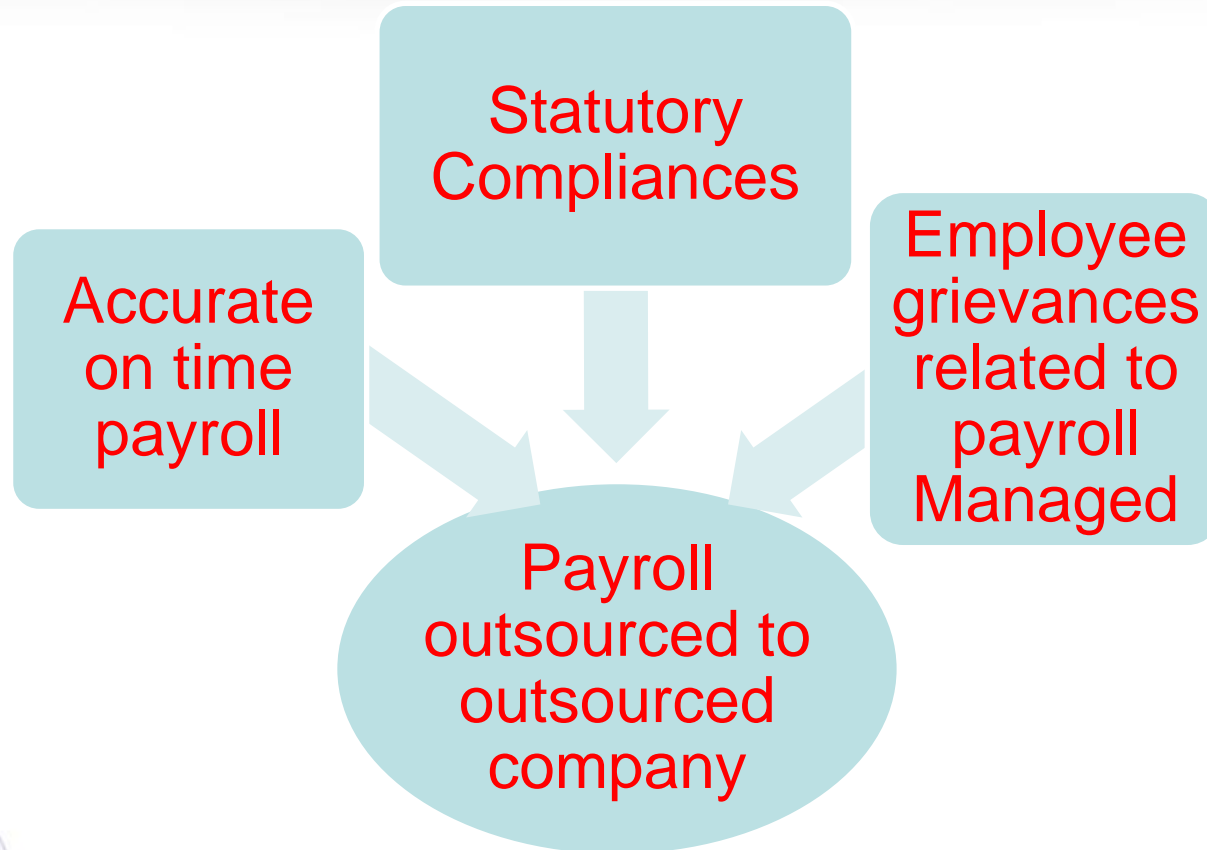 Statutory
Compliances
Accurate
on time
payroll
Employee
grievances
related to
payroll
Managed
Payroll
outsourced to
outsourced
company